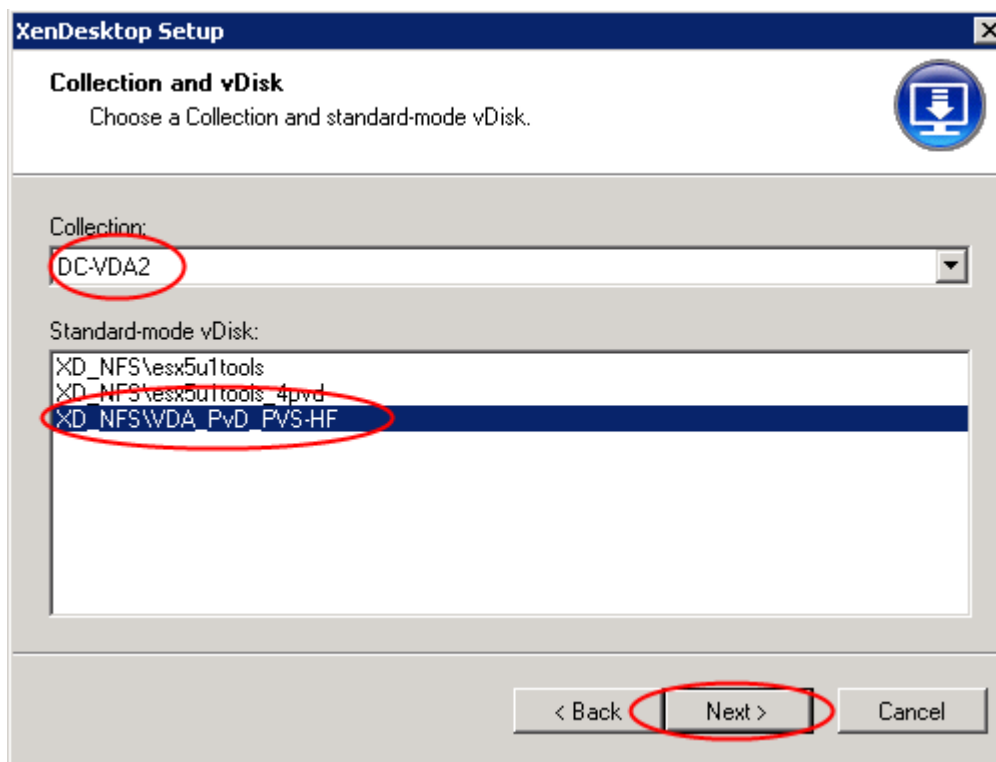 XenDesktop Setup
Collection and vDisk
Choose a Collection and standard-mode vDisk.
Collection:
DC-VDA2
Standard-mode vDisk:
XD_NFS\esx5u1tools
XD_NFS\esx5u1tools_4pvd
XD_NFS\VDA_PvD_PVS-HF
< Back
Next >
Cancel